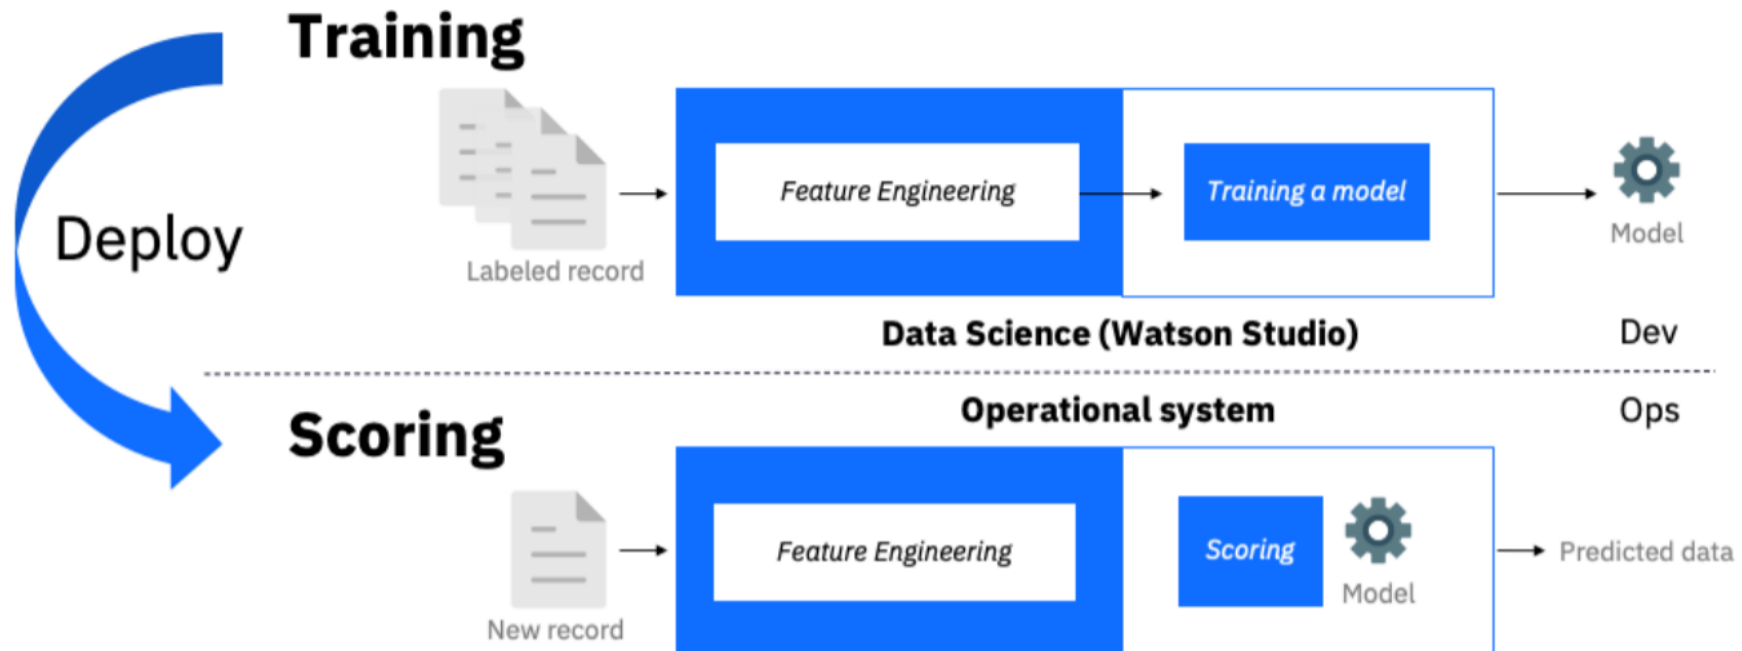 Training
Feature Engineering
Training a model
Model
Labeled record
Deploy
Data Science (Watson Studio)
Dev
Operational system
Ops
Scoring
Feature Engineering
Scoring
Model
Predicted data
New record